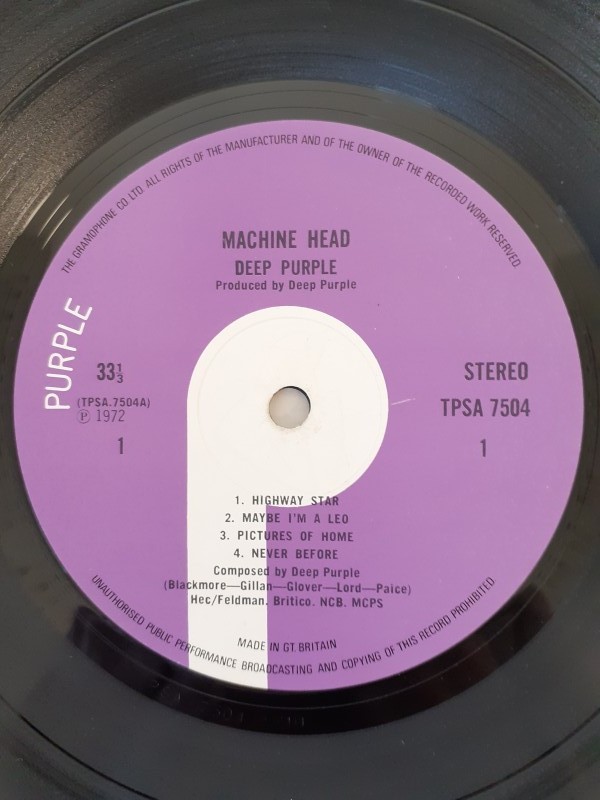 THE GRAMOPHONE CO LTD. ALL RIGHTS OF THE MANUFACTURER AND OF THE OWNER OF THE RECORDED WORK RESERVED
MACHINE HEAD
DEEP PURPLE
Produced by Deep Purple
PURPLE
33⅓
STEREO
(TPSA.7504A)
TPSA 7504
℗ 1972
1
1
1. HIGHWAY STAR
2. MAYBE I'M A LEO
3. PICTURES OF HOME
4. NEVER BEFORE
Composed by Deep Purple
(Blackmore—Gillan—Glover—Lord—Paice)
Hec/Feldman. Britico. NCB. MCPS
MADE IN GT. BRITAIN
UNAUTHORISED PUBLIC PERFORMANCE BROADCASTING AND COPYING OF THIS RECORD PROHIBITED